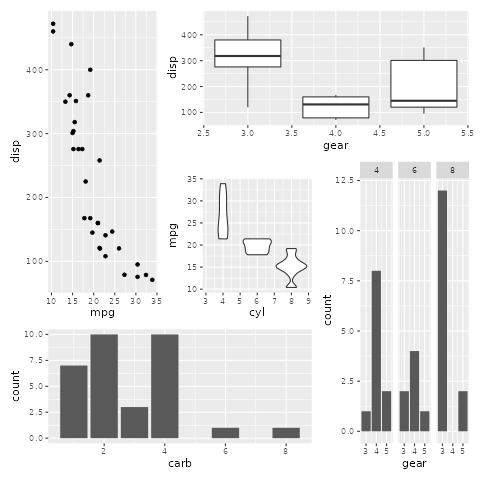 disp
400
300
200
100
10 15 20 25 30 35
mpg
disp
400
300
200
100
2.5 3.0 3.5 4.0 4.5 5.0 5.5
gear
mpg
35
30
25
20
15
10
3 4 5 6 7 8 9
cyl
4 6 8
count
12.5
10.0
7.5
5.0
2.5
0.0
3 4 5 3 4 5 3 4 5
gear
count
10.0
7.5
5.0
2.5
0.0
2 4 6 8
carb